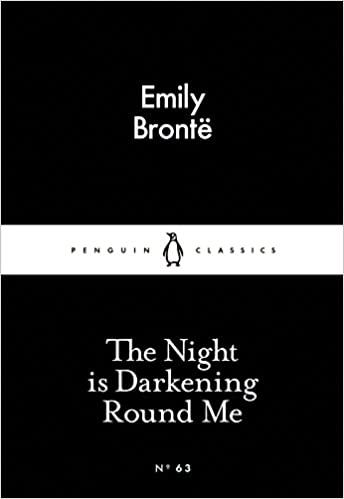 Emily
Brontë
PENGUIN CLASSICS
The Night
is Darkening
Round Me
Nº 63